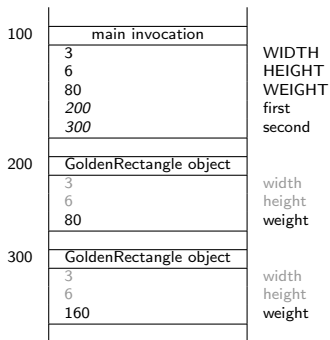 100 main invocation
3 WIDTH
6 HEIGHT
80 WEIGHT
200 first
300 second
200 GoldenRectangle object
3 width
6 height
80 weight
300 GoldenRectangle object
3 width
6 height
160 weight